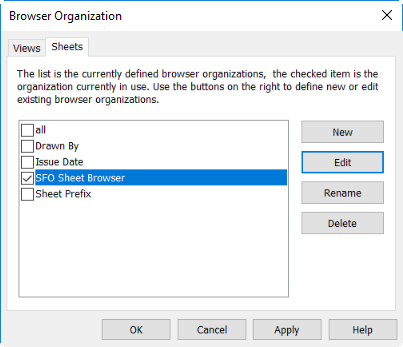 Browser Organization
Views
Sheets
The list is the currently defined browser organizations, the checked item is the
organization currently in use. Use the buttons on the right to define new or edit
existing browser organizations.
all
Drawn By
Issue Date
SFO Sheet Browser
Sheet Prefix
New
Edit
Rename
Delete
OK
Cancel
Apply
Help